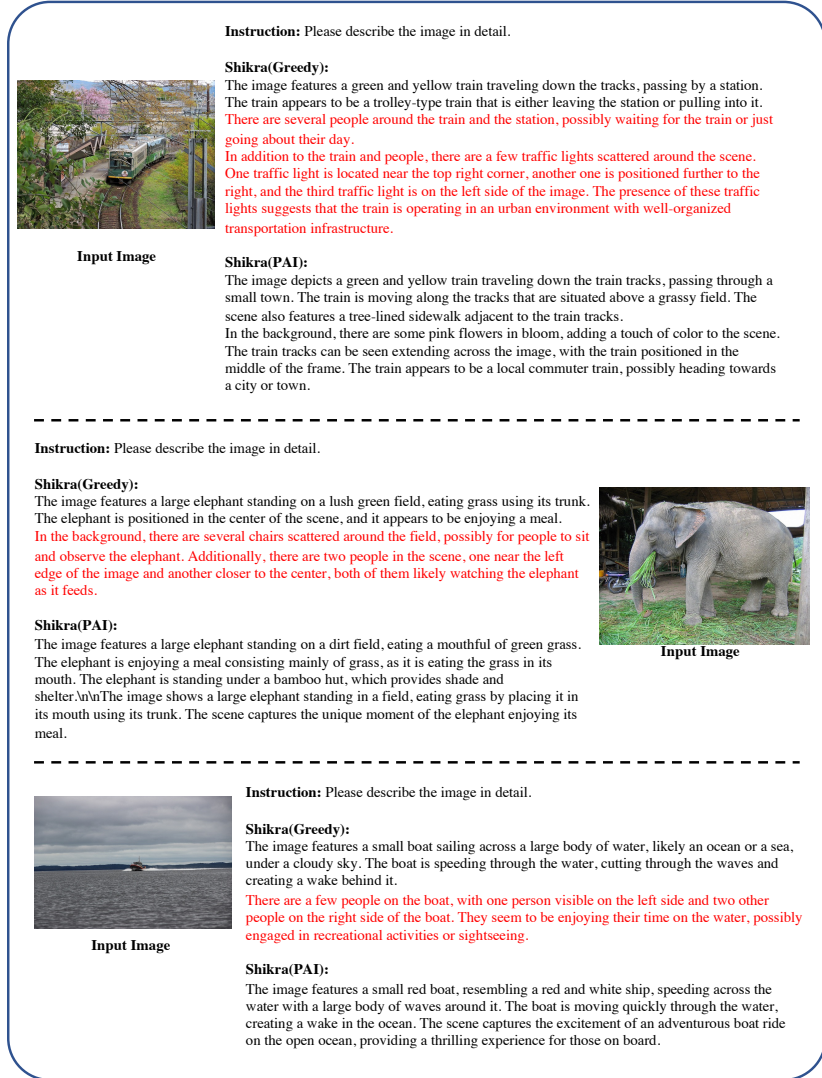 Instruction: Please describe the image in detail.
Shikra(Greedy):
The image features a green and yellow train traveling down the tracks, passing by a station.
The train appears to be a trolley-type train that is either leaving the station or pulling into it.
There are several people around the train and the station, possibly waiting for the train or just
going about their day.
In addition to the train and people, there are a few traffic lights scattered around the scene.
One traffic light is located near the top right corner, another one is positioned further to the
right, and the third traffic light is on the left side of the image. The presence of these traffic
lights suggests that the train is operating in an urban environment with well-organized
transportation infrastructure.
Input Image
Shikra(PAI):
The image depicts a green and yellow train traveling down the train tracks, passing through a
small town. The train is moving along the tracks that are situated above a grassy field. The
scene also features a tree-lined sidewalk adjacent to the train tracks.
In the background, there are some pink flowers in bloom, adding a touch of color to the scene.
The train tracks can be seen extending across the image, with the train positioned in the
middle of the frame. The train appears to be a local commuter train, possibly heading towards
a city or town.
Instruction: Please describe the image in detail.
Shikra(Greedy):
The image features a large elephant standing on a lush green field, eating grass using its trunk.
The elephant is positioned in the center of the scene, and it appears to be enjoying a meal.
In the background, there are several chairs scattered around the field, possibly for people to sit
and observe the elephant. Additionally, there are two people in the scene, one near the left
edge of the image and another closer to the center, both of them likely watching the elephant
as it feeds.
Shikra(PAI):
The image features a large elephant standing on a dirt field, eating a mouthful of green grass.
The elephant is enjoying a meal consisting mainly of grass, as it is eating the grass in its
mouth. The elephant is standing under a bamboo hut, which provides shade and
shelter.\n\nThe image shows a large elephant standing in a field, eating grass by placing it in
its mouth using its trunk. The scene captures the unique moment of the elephant enjoying its
meal.
Input Image
Instruction: Please describe the image in detail.
Shikra(Greedy):
The image features a small boat sailing across a large body of water, likely an ocean or a sea,
under a cloudy sky. The boat is speeding through the water, cutting through the waves and
creating a wake behind it.
There are a few people on the boat, with one person visible on the left side and two other
people on the right side of the boat. They seem to be enjoying their time on the water, possibly
engaged in recreational activities or sightseeing.
Input Image
Shikra(PAI):
The image features a small red boat, resembling a red and white ship, speeding across the
water with a large body of waves around it. The boat is moving quickly through the water,
creating a wake in the ocean. The scene captures the excitement of an adventurous boat ride
on the open ocean, providing a thrilling experience for those on board.